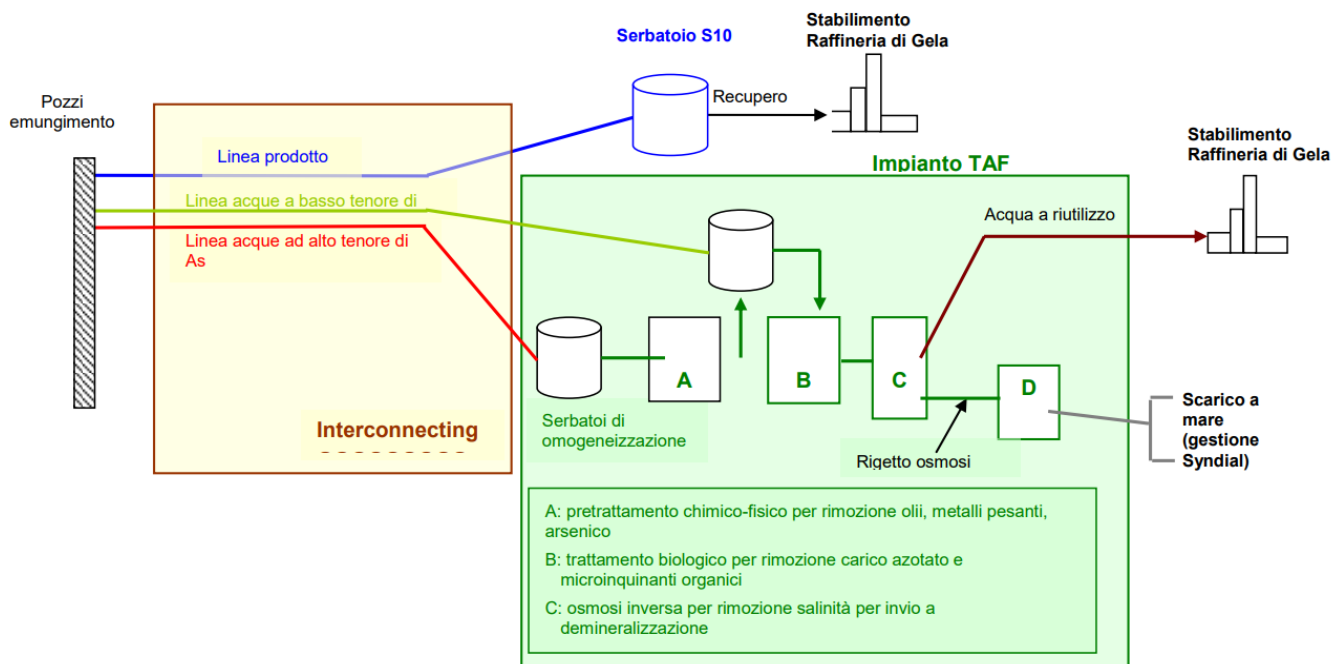 Serbatoio S10
Stabilimento
Raffineria di Gela
Pozzi
emungimento
Recupero
Stabilimento
Raffineria di Gela
Linea prodotto
Impianto TAF
Linea acque a basso tenore di
Acqua a riutilizzo
Linea acque ad alto tenore di
As
A
B
C
D
Serbatoi di
omogeneizzazione
Interconnecting
Rigetto osmosi
Scarico a
mare
(gestione
Syndial)
A: pretrattamento chimico-fisico per rimozione olii, metalli pesanti,
arsenico
B: trattamento biologico per rimozione carico azotato e
microinquinanti organici
C: osmosi inversa per rimozione salinità per invio a
demineralizzazione